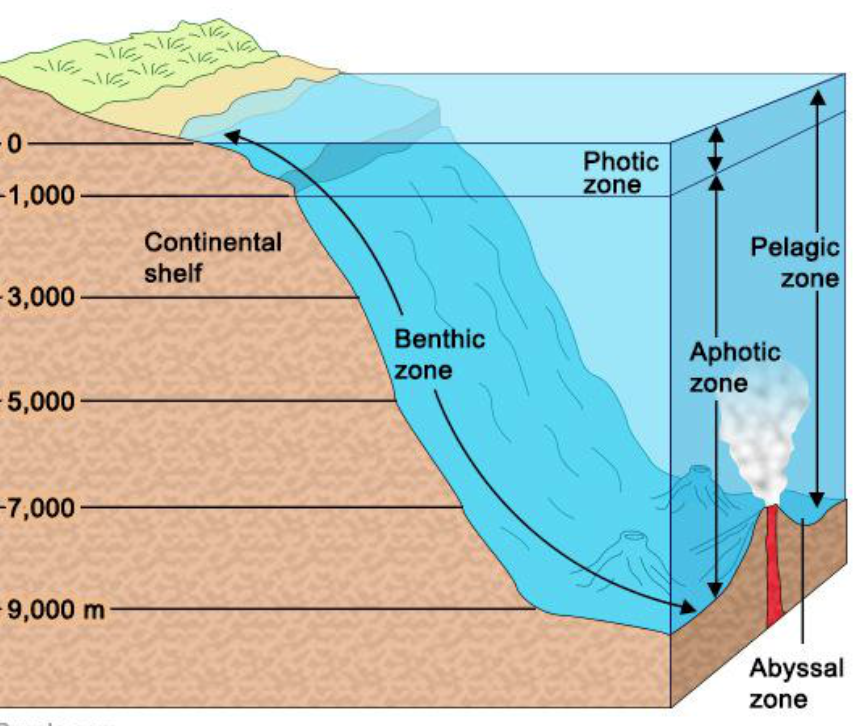 0
Photic
zone
1,000
Continental
shelf
Pelagic
zone
3,000
Benthic
zone
Aphotic
zone
5,000
7,000
9,000 m
Abyssal
zone